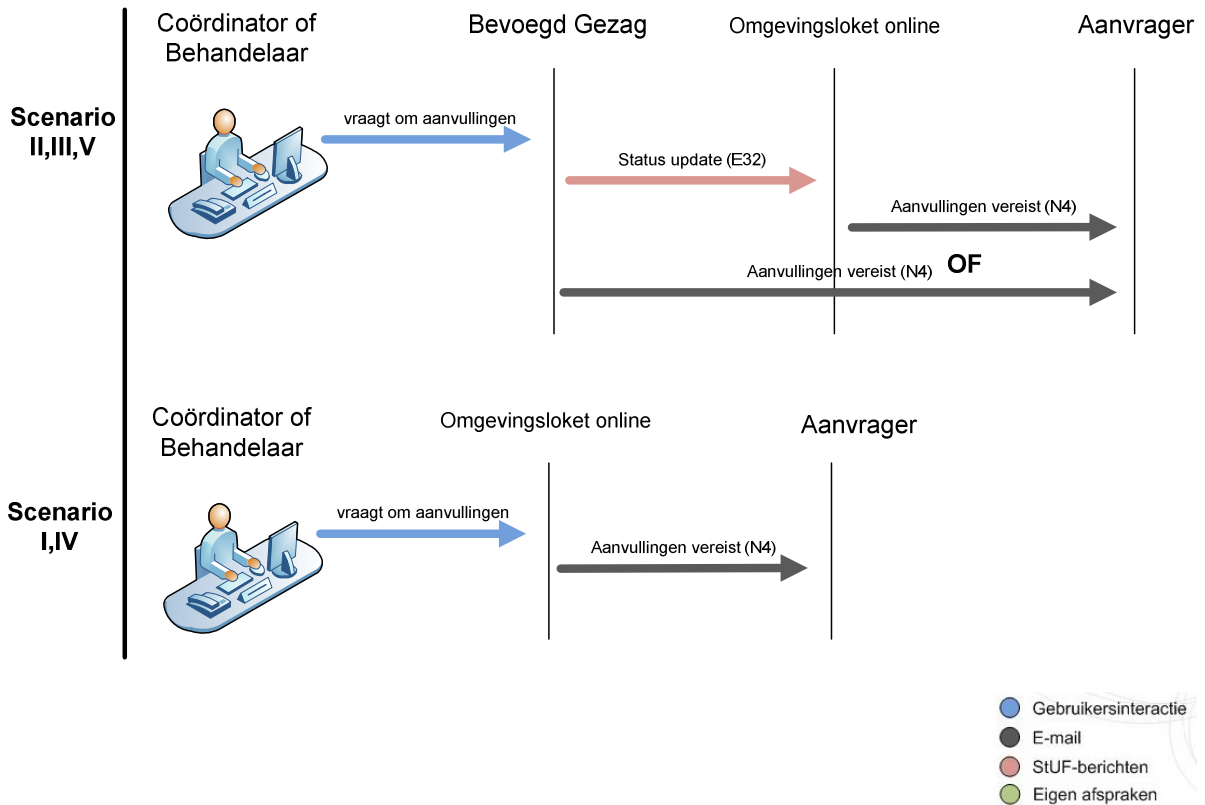 Coördinator of
Behandelaar
Bevoegd Gezag
Omgevingsloket online
Aanvrager
Scenario
II,III,V
vraagt om aanvullingen
Status update (E32)
Aanvullingen vereist (N4)
OF
Aanvullingen vereist (N4)
Coördinator of
Behandelaar
Omgevingsloket online
Aanvrager
Scenario
I,IV
vraagt om aanvullingen
Aanvullingen vereist (N4)
Gebruikersinteractie
E-mail
StUF-berichten
Eigen afspraken